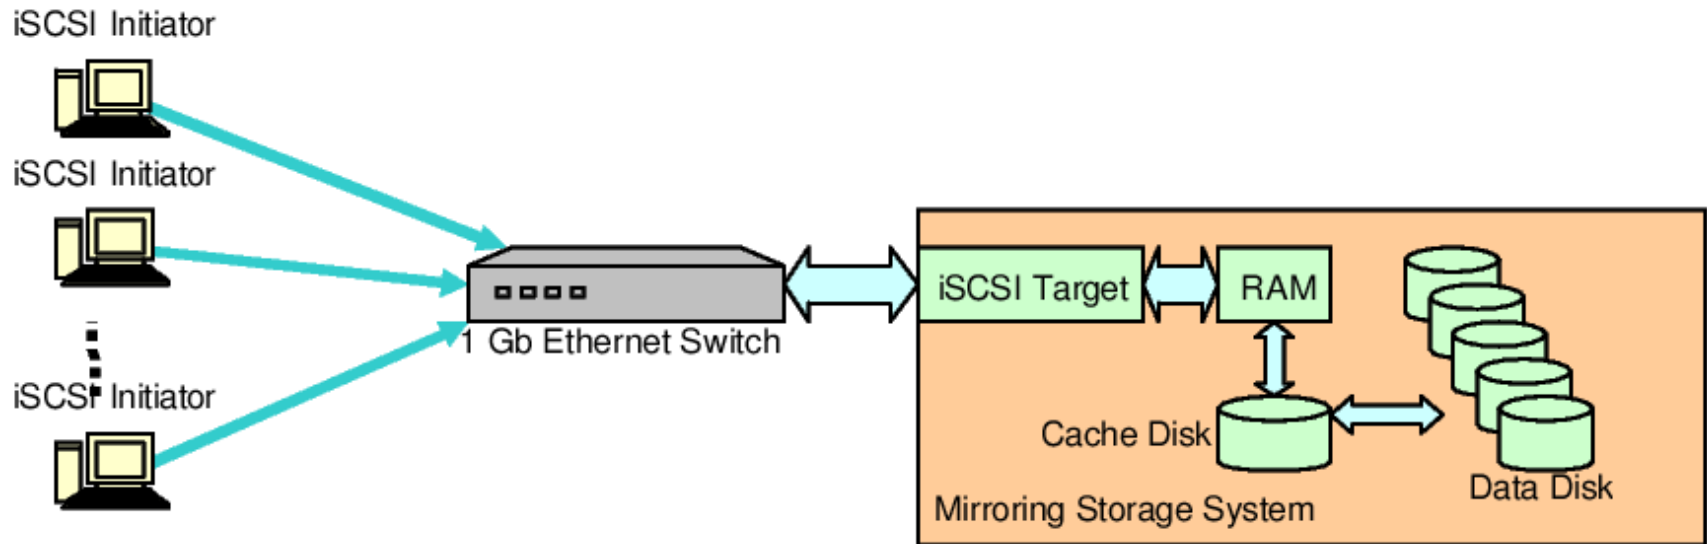 iSCSI Initiator
iSCSI Initiator
iSCSI Initiator
1 Gb Ethernet Switch
iSCSI Target
RAM
Cache Disk
Data Disk
Mirroring Storage System